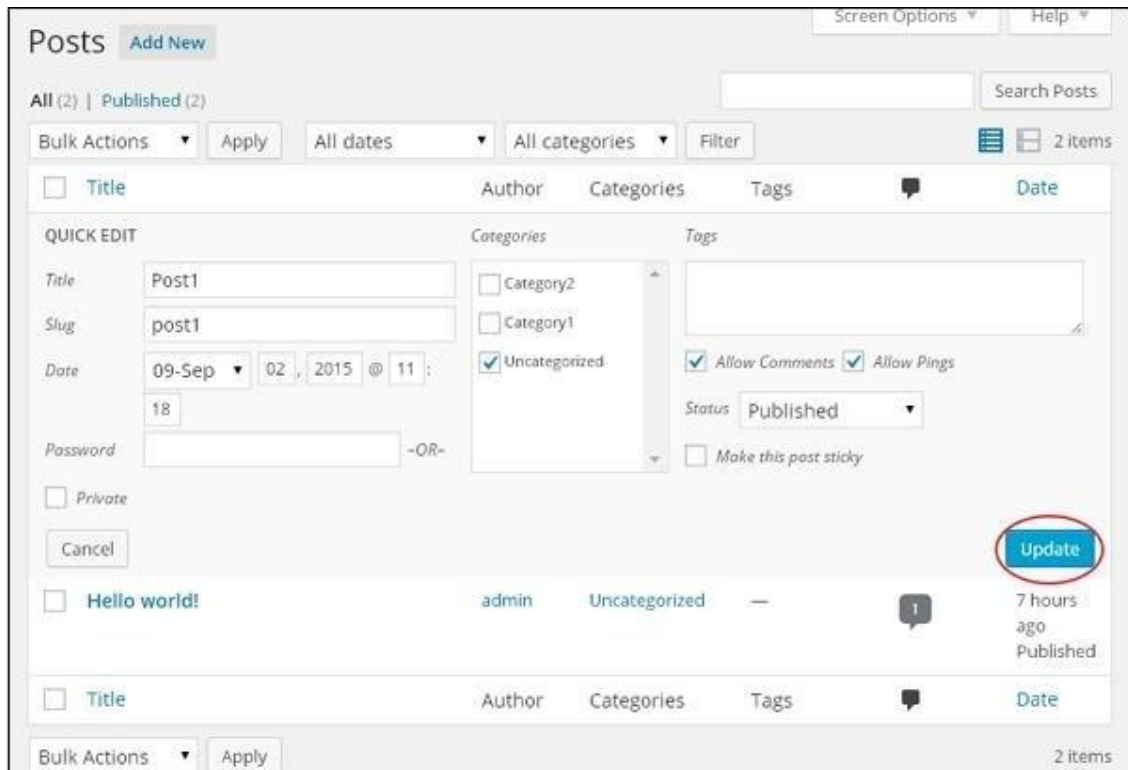 Screen Options Help
Posts Add New
All (2) | Published (2) Search Posts
Bulk Actions Apply All dates All categories Filter 2 items
Title Author Categories Tags Date
QUICK EDIT Categories Tags
Title Post1 Category2
Slug post1 Category1
Date 09-Sep 02 , 2015 @ 11 : Uncategorized Allow Comments Allow Pings
18 Status Published
Password –OR– Make this post sticky
Private
Cancel Update
Hello world! admin Uncategorized — 1 7 hours
ago
Published
Title Author Categories Tags Date
Bulk Actions Apply 2 items